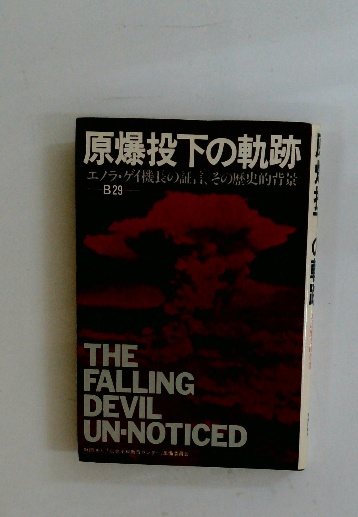 原爆投下の軌跡
エノラ・ゲイ機長の証言、その歴史的背景
B29
THE
FALLING
DEVIL
UN-NOTICED